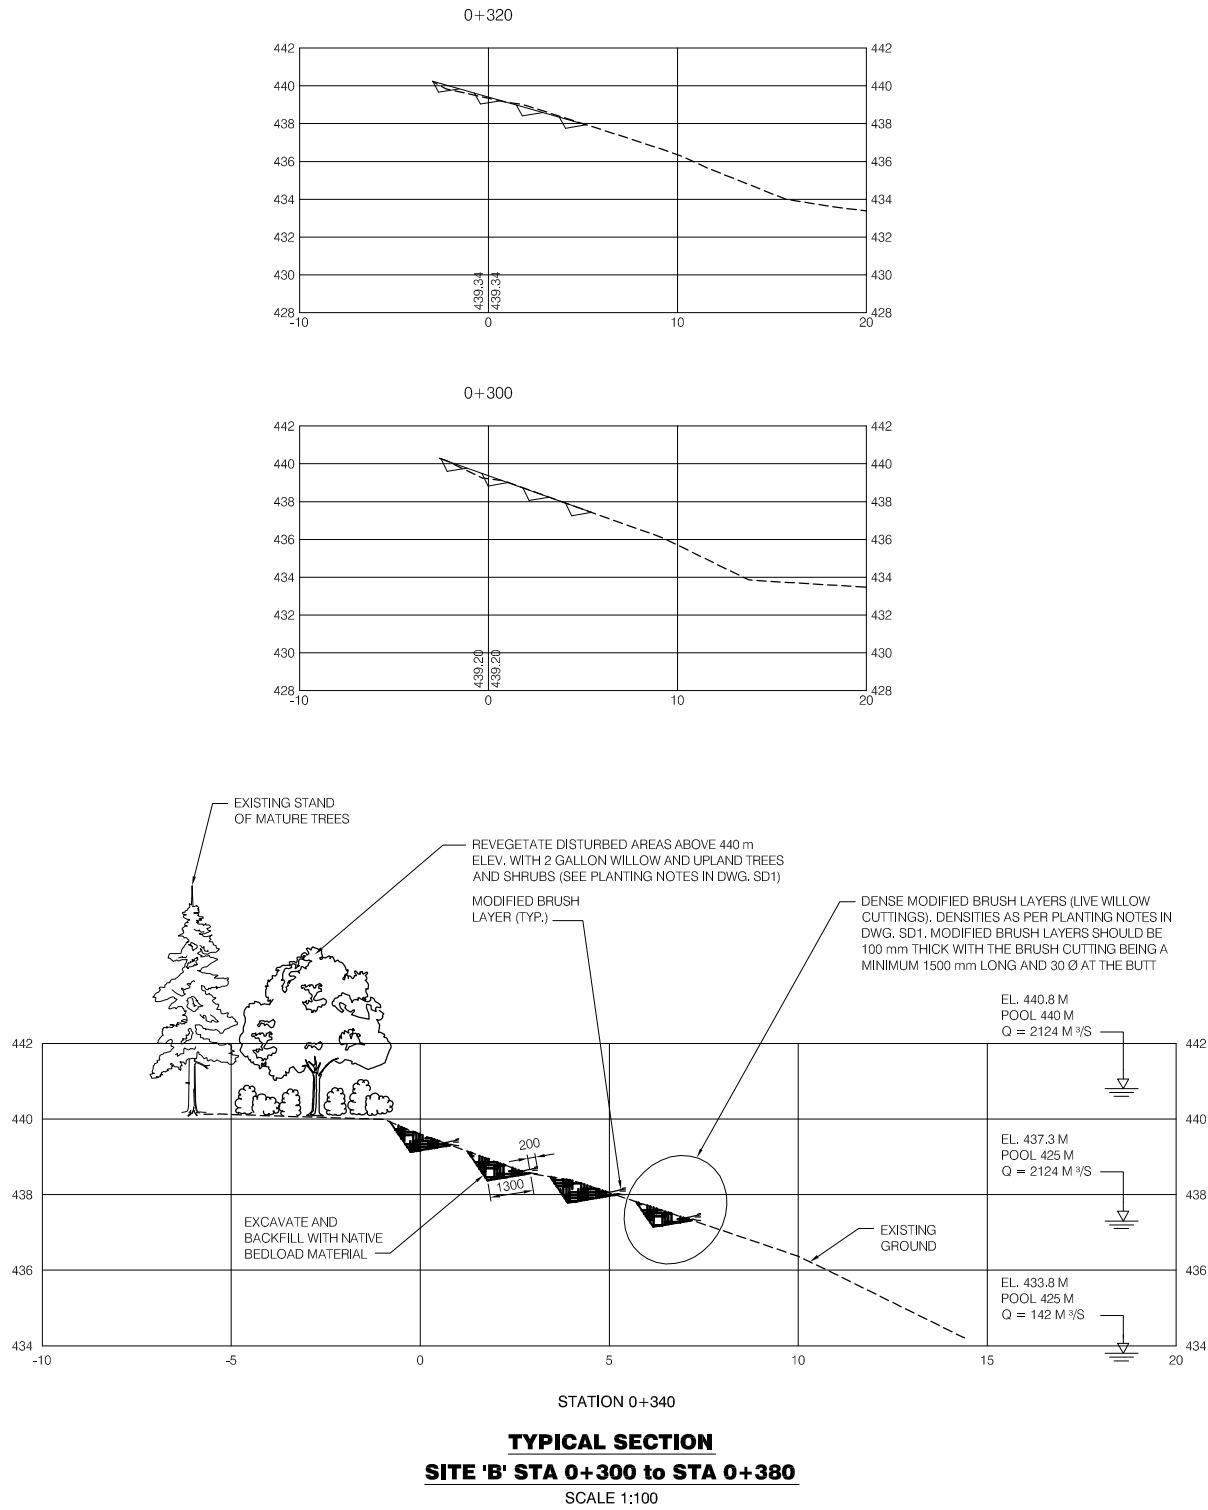 0+320
442 442
440 440
438 438
436 436
434 434
432 432
430 430
439.34 439.34
428 428
-10 0 10 20
0+300
442 442
440 440
438 438
436 436
434 434
432 432
430 430
439.20 439.20
428 428
-10 0 10 20
EXISTING STAND
OF MATURE TREES
REVEGETATE DISTURBED AREAS ABOVE 440 m
ELEV. WITH 2 GALLON WILLOW AND UPLAND TREES
AND SHRUBS (SEE PLANTING NOTES IN DWG. SD1)
MODIFIED BRUSH
LAYER (TYP.)
DENSE MODIFIED BRUSH LAYERS (LIVE WILLOW
CUTTINGS). DENSITIES AS PER PLANTING NOTES IN
DWG. SD1. MODIFIED BRUSH LAYERS SHOULD BE
100 mm THICK WITH THE BRUSH CUTTING BEING A
MINIMUM 1500 mm LONG AND 30 Ø AT THE BUTT
EL. 440.8 M
POOL 440 M
Q = 2124 M ³/S
442 442
440 440
EL. 437.3 M
POOL 425 M
Q = 2124 M ³/S
200
1300
438 438
EXCAVATE AND
BACKFILL WITH NATIVE
BEDLOAD MATERIAL
EXISTING
GROUND
436 436
EL. 433.8 M
POOL 425 M
Q = 142 M ³/S
434 434
-10 -5 0 5 10 15 20
STATION 0+340
TYPICAL SECTION
SITE 'B' STA 0+300 to STA 0+380
SCALE 1:100